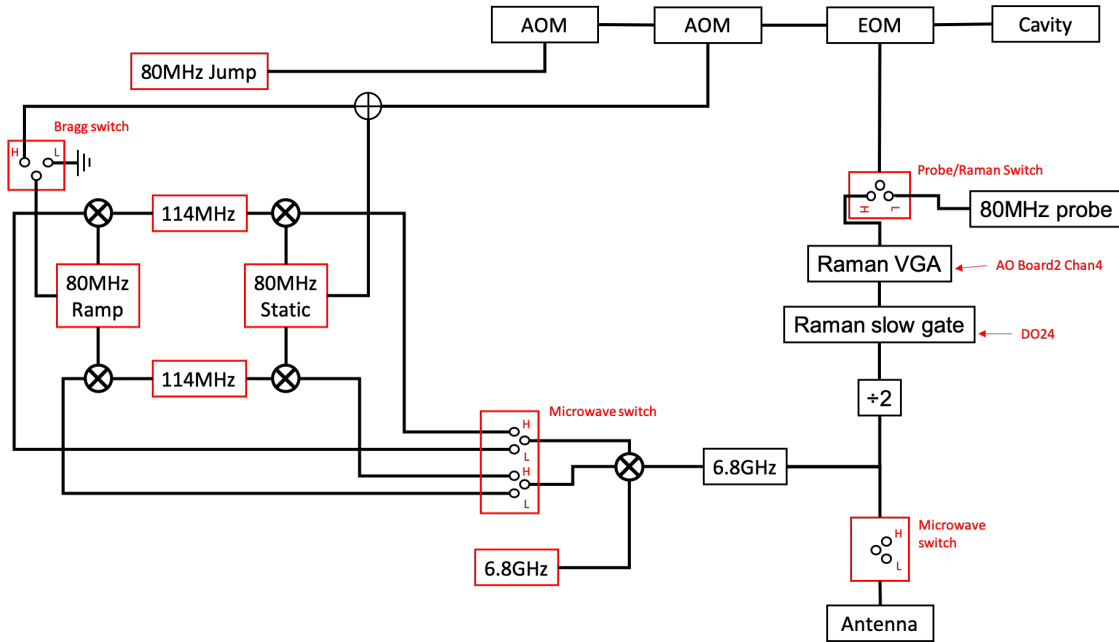 AOM
AOM
EOM
Cavity
80MHz Jump
Bragg switch
H
L
Probe/Raman Switch
H
L
80MHz probe
114MHz
Raman VGA
AO Board2 Chan4
80MHz
Ramp
80MHz
Static
Raman slow gate
DO24
114MHz
÷2
Microwave switch
H
L
H
L
6.8GHz
6.8GHz
Microwave
switch
H
L
Antenna